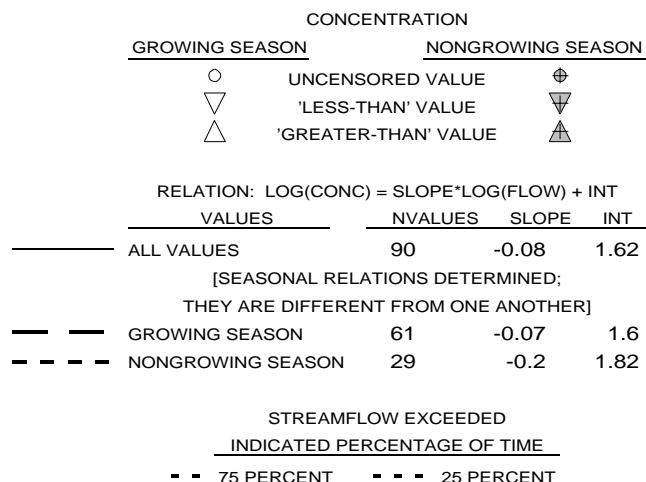 CONCENTRATION
GROWING SEASON NONGROWING SEASON
UNCENSORED VALUE
'LESS-THAN' VALUE
'GREATER-THAN' VALUE
RELATION: LOG(CONC) = SLOPE*LOG(FLOW) + INT
VALUES NVALUES SLOPE INT
ALL VALUES 90 -0.08 1.62
[SEASONAL RELATIONS DETERMINED;
THEY ARE DIFFERENT FROM ONE ANOTHER]
GROWING SEASON 61 -0.07 1.6
NONGROWING SEASON 29 -0.2 1.82
STREAMFLOW EXCEEDED
INDICATED PERCENTAGE OF TIME
75 PERCENT 25 PERCENT